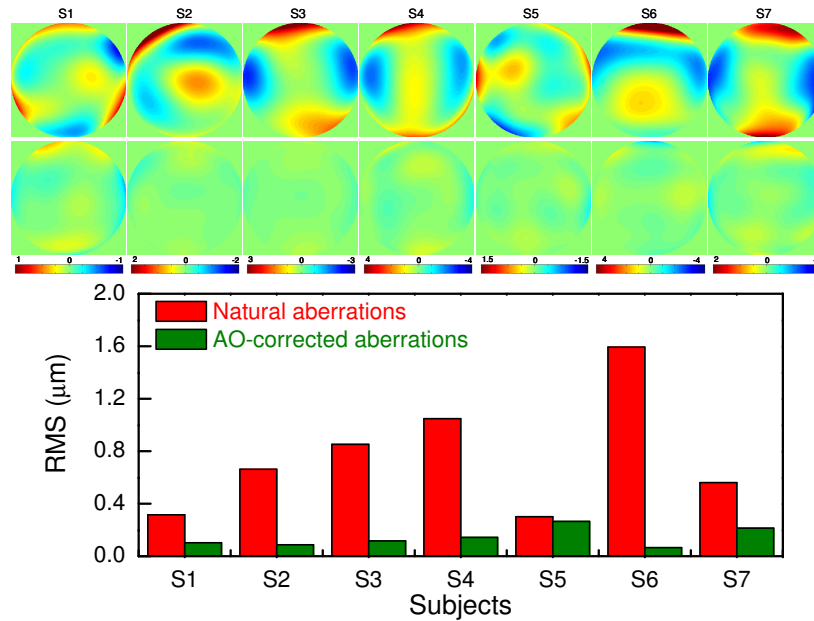 S1 S2 S3 S4 S5 S6 S7
1 0 -1 2 0 -2 3 0 -3 4 0 -4 1.5 0 -1.5 4 0 -4 2 0 -2
2.0
Natural aberrations
AO-corrected aberrations
1.6
1.2
0.8
0.4
0.0
RMS (μm)
S1 S2 S3 S4 S5 S6 S7
Subjects